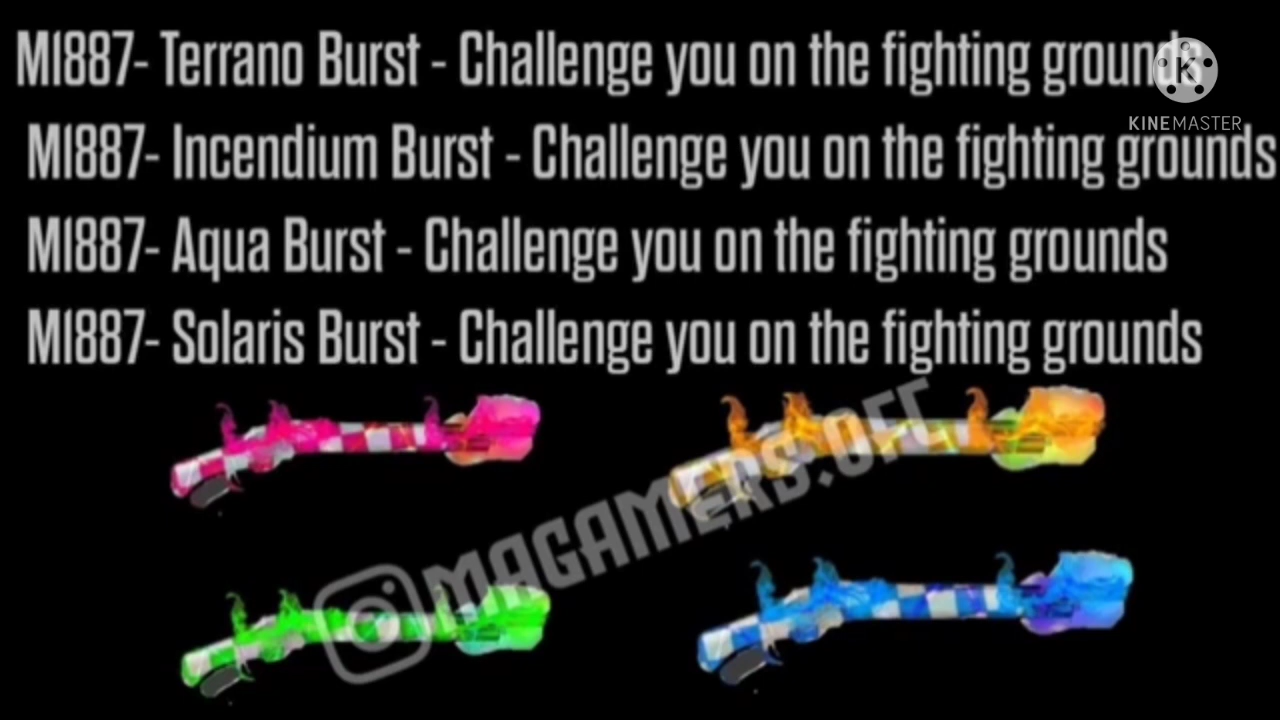 M1887- Terrano Burst - Challenge you on the fighting grounds
KINEMASTER
M1887- Incendium Burst - Challenge you on the fighting grounds
M1887- Aqua Burst - Challenge you on the fighting grounds
M1887- Solaris Burst - Challenge you on the fighting grounds
MAGAMERS.OFC